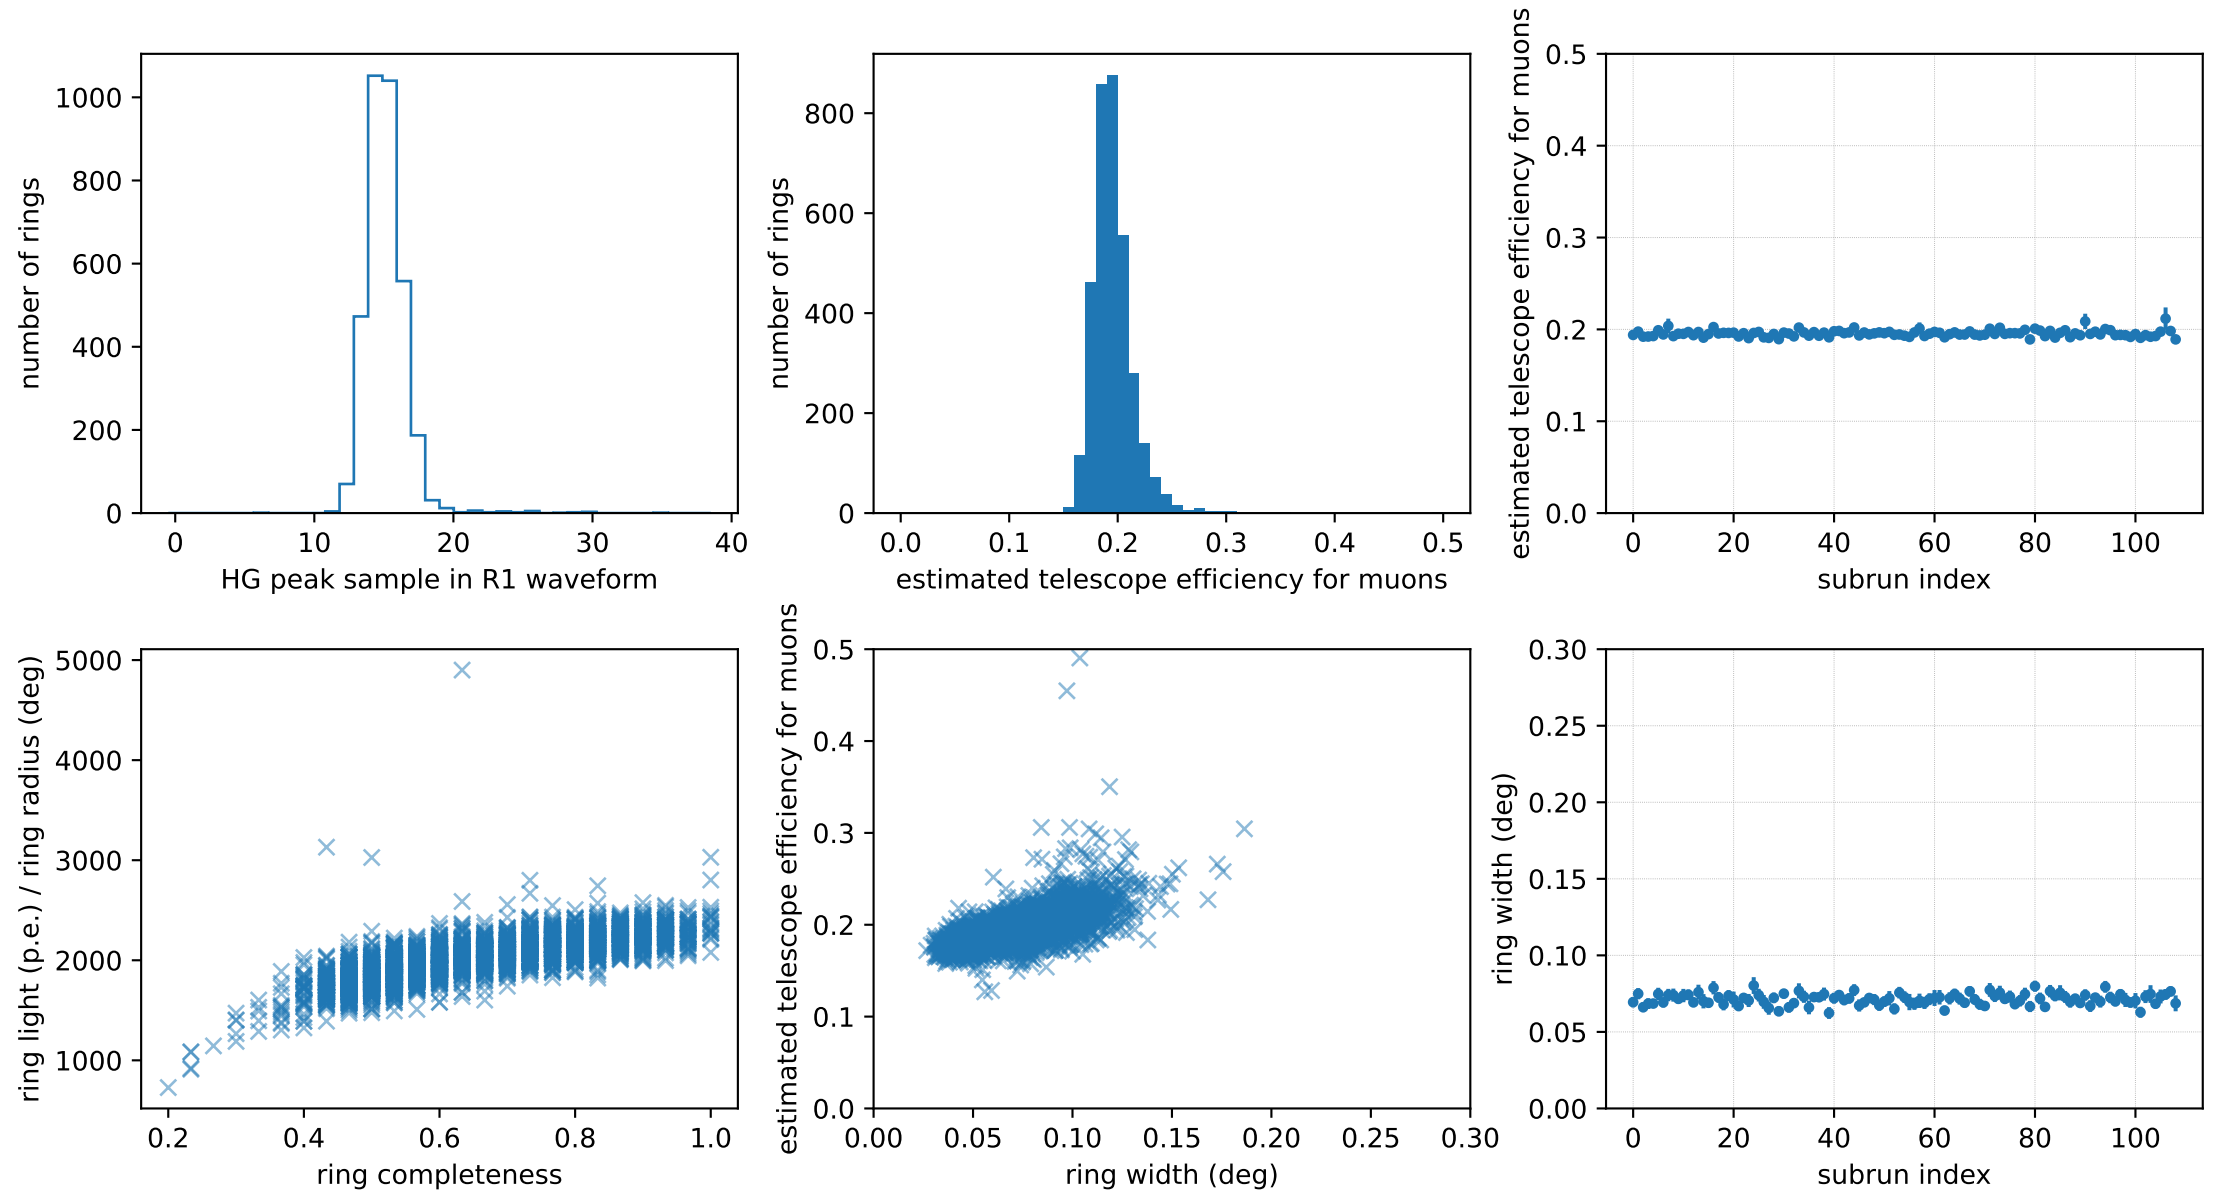 number of rings
1000
800
600
400
200
0
0 10 20 30 40
HG peak sample in R1 waveform
number of rings
800
600
400
200
0
0.0 0.1 0.2 0.3 0.4 0.5
estimated telescope efficiency for muons
estimated telescope efficiency for muons
0.5
0.4
0.3
0.2
0.1
0.0
0 20 40 60 80 100
subrun index
ring light (p.e.) / ring radius (deg)
5000
4000
3000
2000
1000
0.2 0.4 0.6 0.8 1.0
ring completeness
estimated telescope efficiency for muons
0.5
0.4
0.3
0.2
0.1
0.0
0.00 0.05 0.10 0.15 0.20 0.25 0.30
ring width (deg)
ring width (deg)
0.30
0.25
0.20
0.15
0.10
0.05
0.00
0 20 40 60 80 100
subrun index